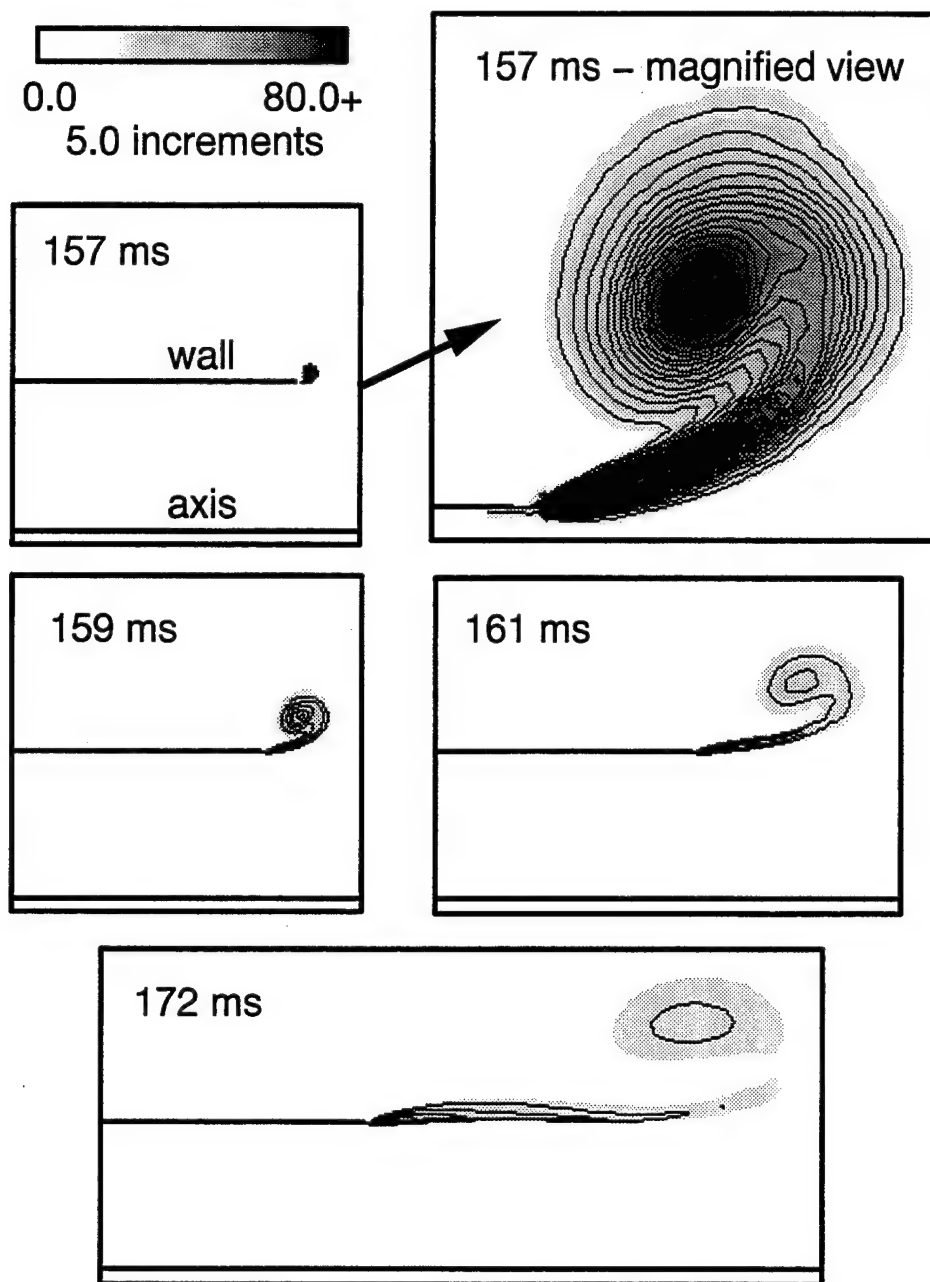 0.0 80.0+
5.0 increments
157 ms – magnified view
157 ms
wall
axis
159 ms
161 ms
172 ms